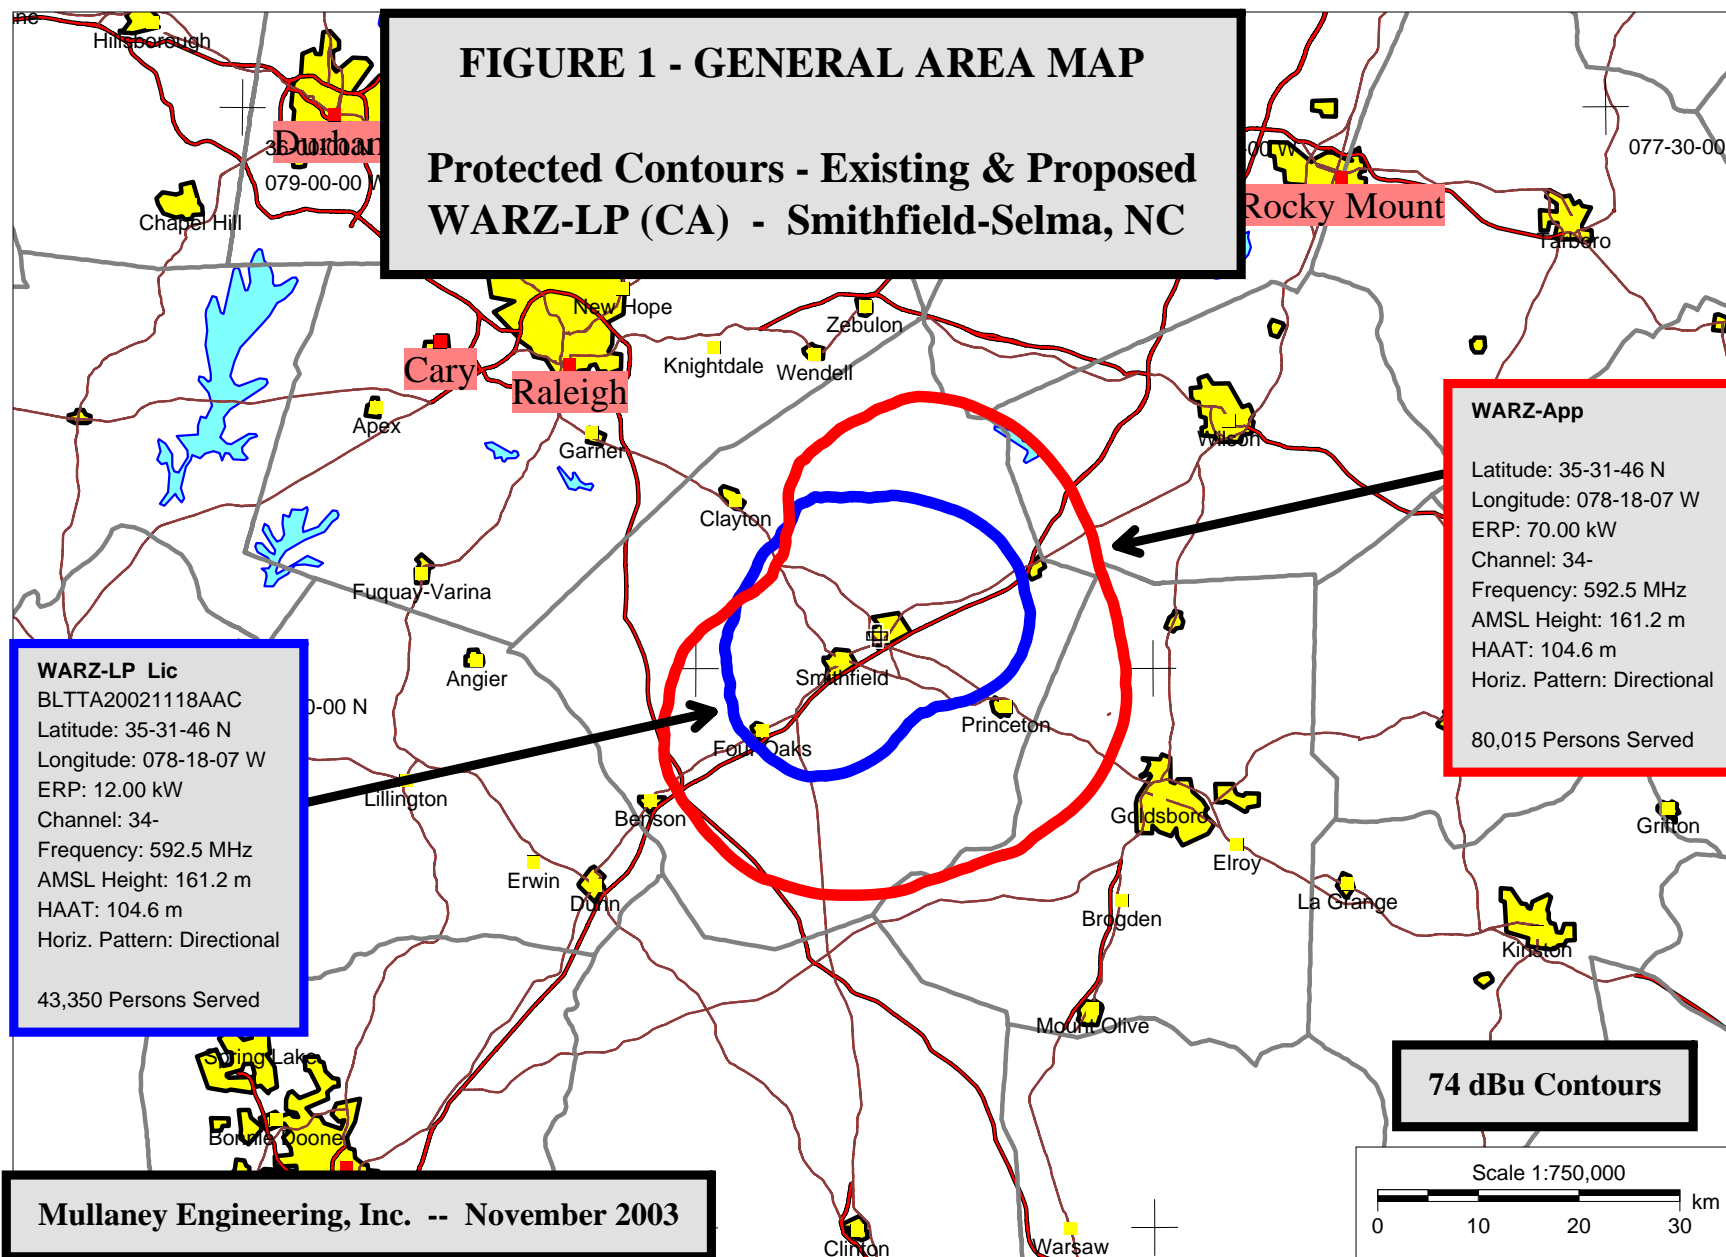 FIGURE 1 - GENERAL AREA MAP
Protected Contours - Existing & Proposed
WARZ-LP (CA) - Smithfield-Selma, NC
ne
Hillsborough
Durham
36-00-00 N
079-00-00 W
-00 W
077-30-00
Chapel Hill
Rocky Mount
Tarboro
New Hope
Zebulon
Knightdale
Wendell
Cary
Raleigh
Apex
Garner
Wilson
Clayton
Fuquay-Varina
Angier
Smithfield
Princeton
Four Oaks
0-00 N
Lillington
Benson
Goldsboro
Elroy
Grifton
Erwin
Dunn
Brogden
La Grange
Kinston
Mount Olive
Spring Lake
Bonnie Doone
Clinton
Warsaw
WARZ-App
Latitude: 35-31-46 N
Longitude: 078-18-07 W
ERP: 70.00 kW
Channel: 34-
Frequency: 592.5 MHz
AMSL Height: 161.2 m
HAAT: 104.6 m
Horiz. Pattern: Directional
80,015 Persons Served
WARZ-LP Lic
BLTTA20021118AAC
Latitude: 35-31-46 N
Longitude: 078-18-07 W
ERP: 12.00 kW
Channel: 34-
Frequency: 592.5 MHz
AMSL Height: 161.2 m
HAAT: 104.6 m
Horiz. Pattern: Directional
43,350 Persons Served
74 dBu Contours
Scale 1:750,000
km
0 10 20 30
Mullaney Engineering, Inc. -- November 2003